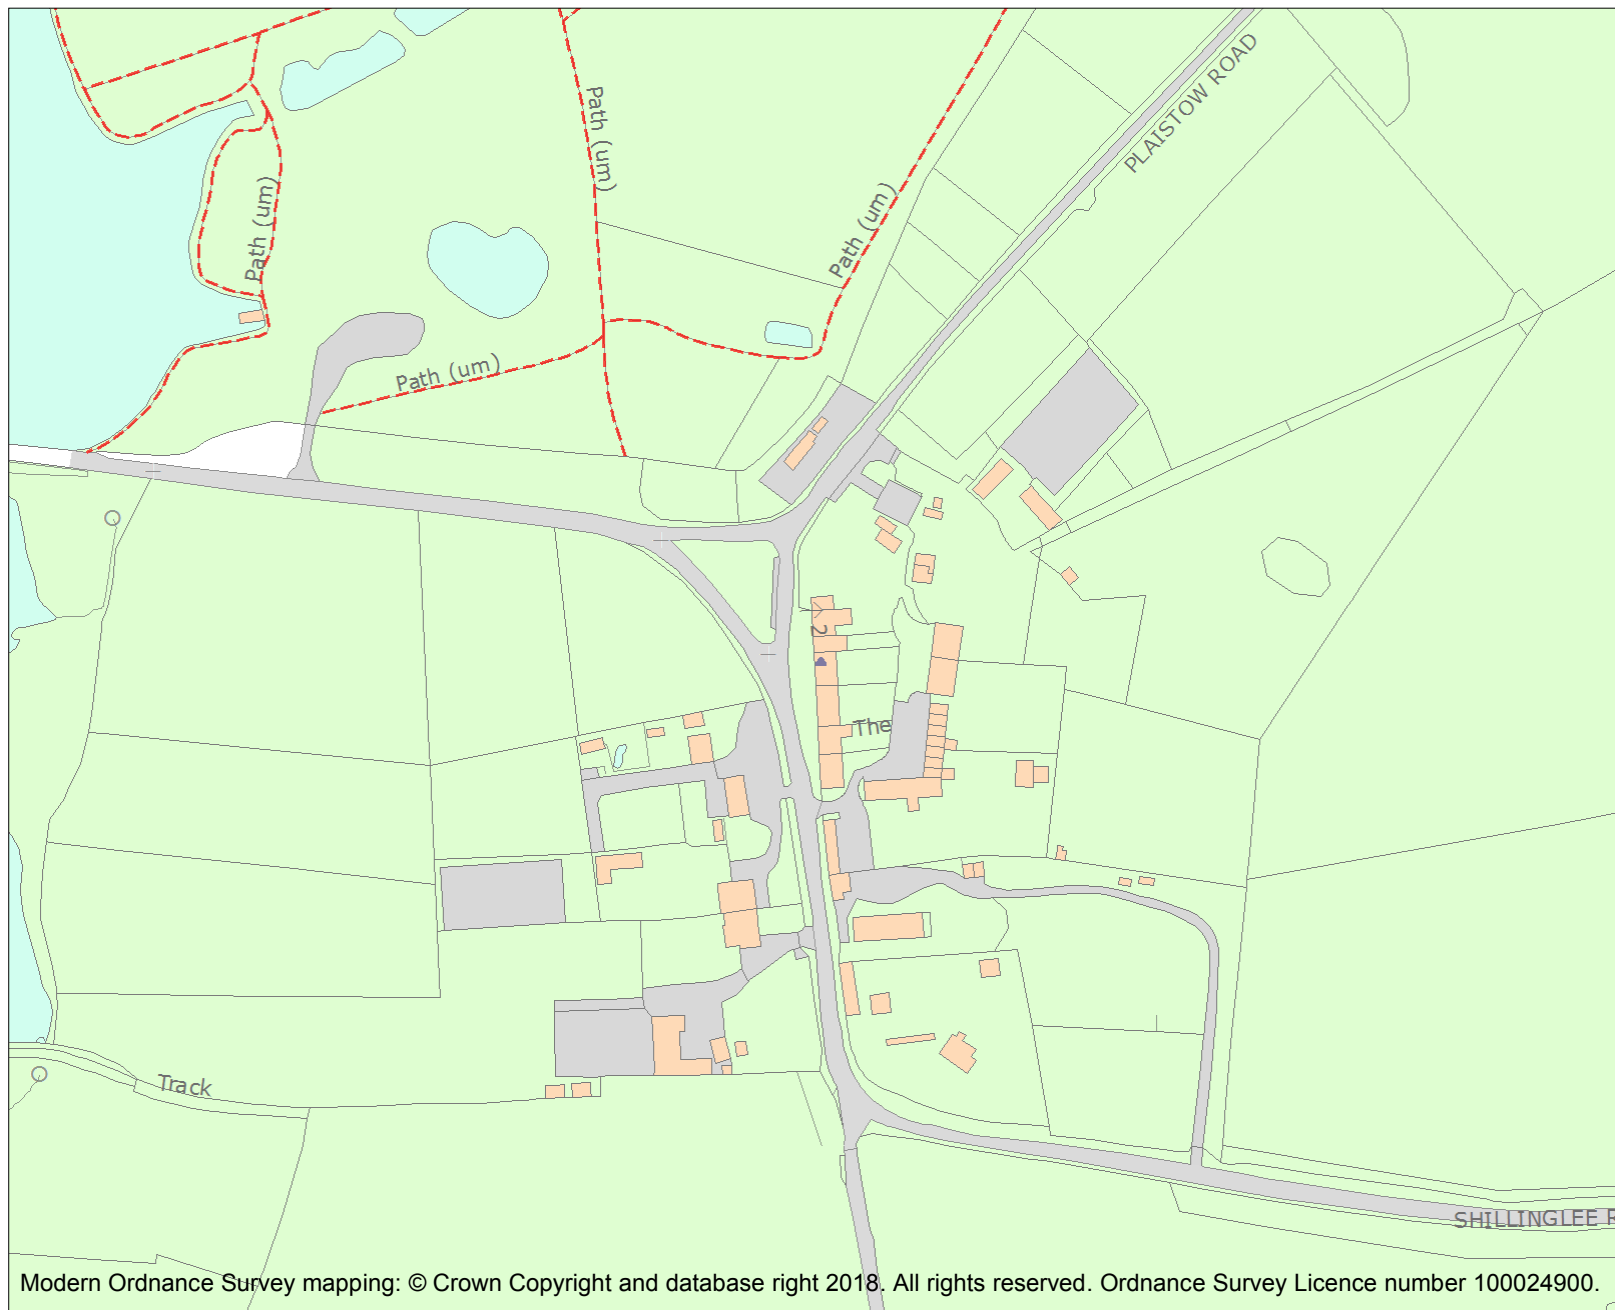 PLAISTOW ROAD
Path (um)
Path (um)
Path (um)
Path (um)
2
The
Track
SHILLINGLEE R
Modern Ordnance Survey mapping: © Crown Copyright and database right 2018. All rights reserved. Ordnance Survey Licence number 100024900.